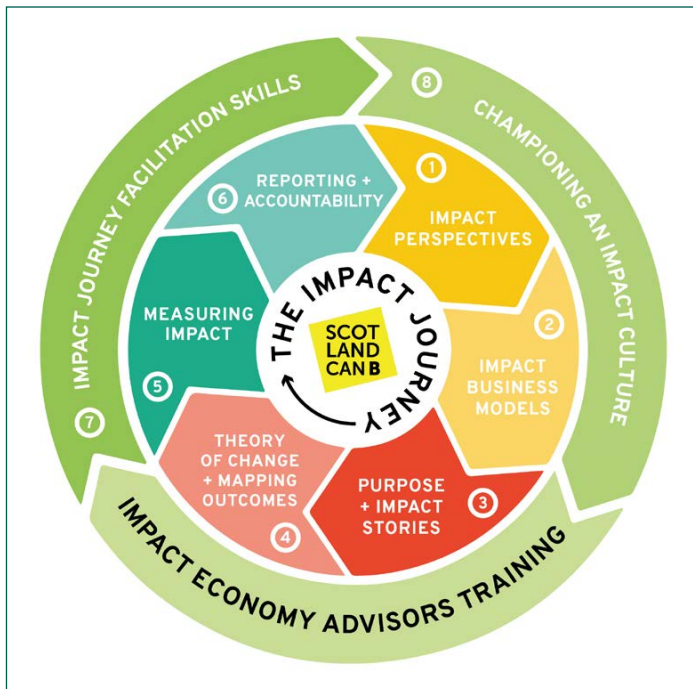 THE IMPACT JOURNEY
SCOT
LAND
CAN B
1
IMPACT
PERSPECTIVES
2
IMPACT
BUSINESS
MODELS
3
PURPOSE
+ IMPACT
STORIES
4
THEORY
OF CHANGE
+ MAPPING
OUTCOMES
5
MEASURING
IMPACT
6
REPORTING +
ACCOUNTABILITY
7
IMPACT JOURNEY FACILITATION SKILLS
8
CHAMPIONING AN IMPACT CULTURE
IMPACT ECONOMY ADVISORS TRAINING